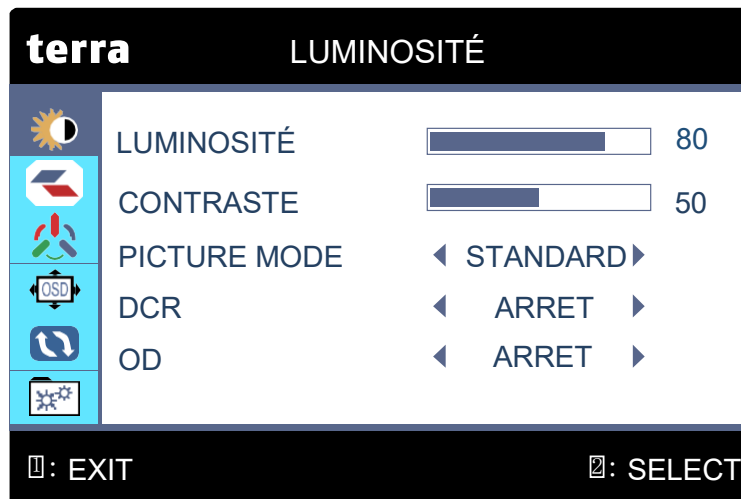 terra LUMINOSITÉ
LUMINOSITÉ 80
CONTRASTE 50
PICTURE MODE STANDARD
OSD
DCR ARRET
OD ARRET
1: EXIT 2: SELECT